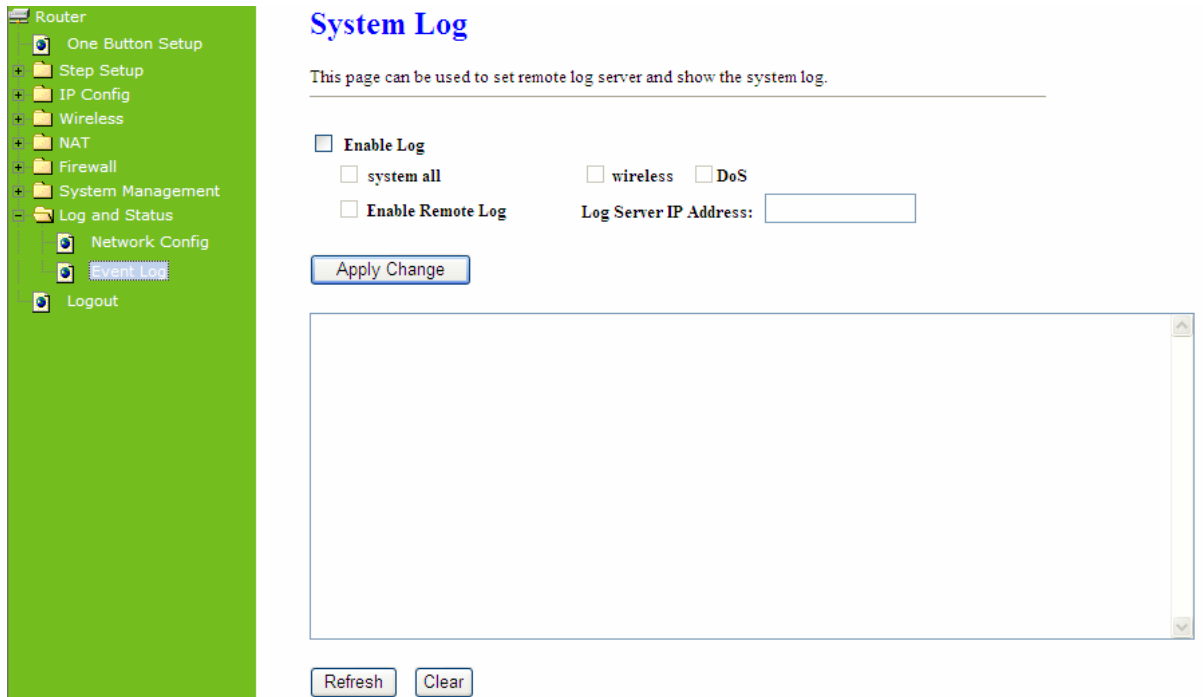 Router
One Button Setup
Step Setup
IP Config
Wireless
NAT
Firewall
System Management
Log and Status
Network Config
Event Log
Logout
System Log
This page can be used to set remote log server and show the system log.
Enable Log
system all wireless DoS
Enable Remote Log Log Server IP Address:
Apply Change
Refresh Clear